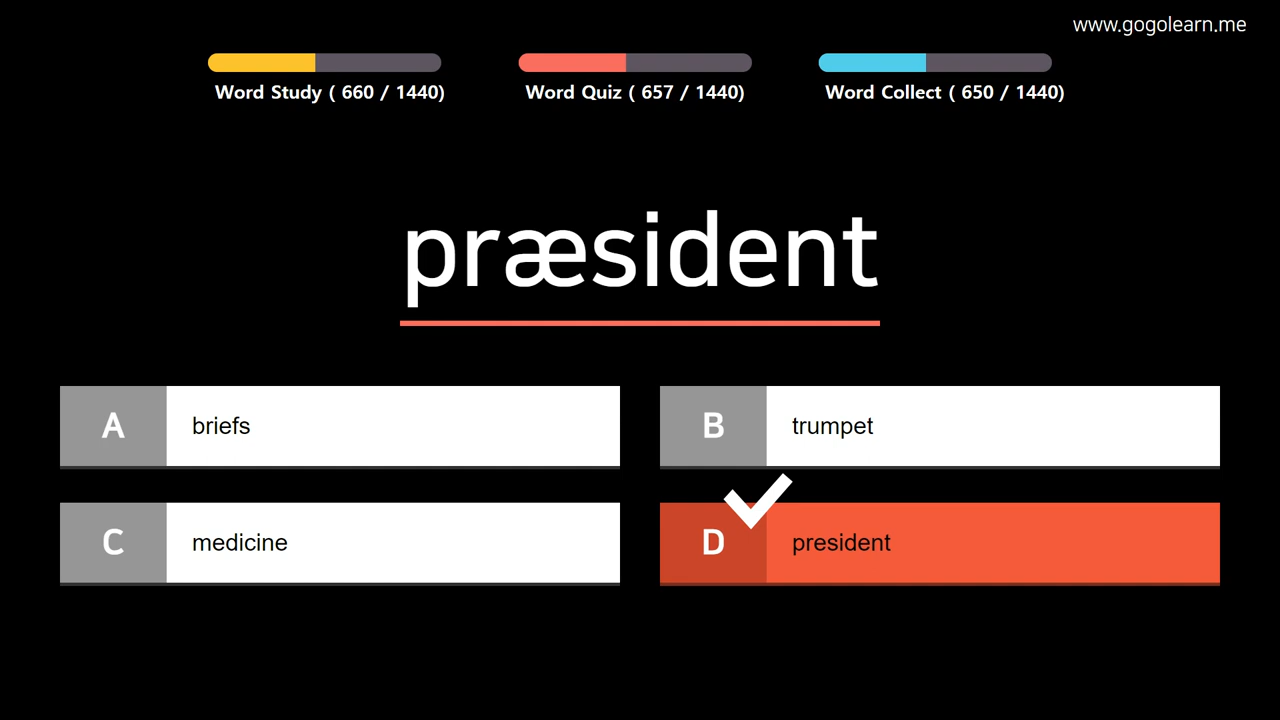 www.gogolearn.me
Word Study ( 660 / 1440)
Word Quiz ( 657 / 1440)
Word Collect ( 650 / 1440)
præsident
A briefs
B trumpet
C medicine
D president